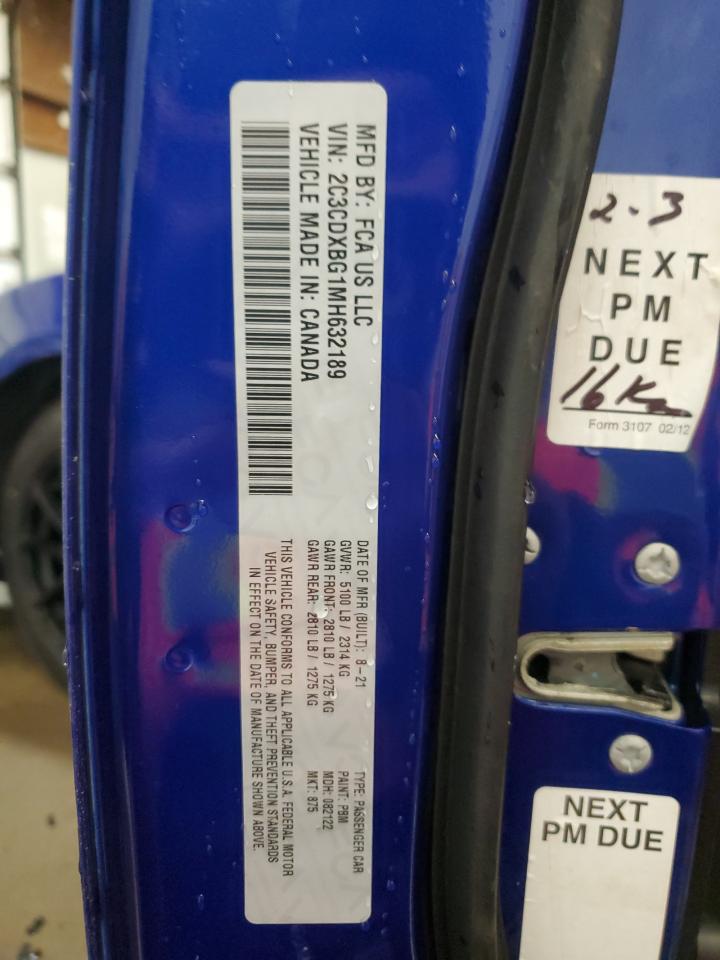 MFD BY: FCA US LLC
VIN: 2C3CDXBG1MH632189
VEHICLE MADE IN: CANADA
DATE OF MFR (BUILT): 8-21
GVWR: 5100 LB / 2314 KG
GAWR FRONT: 2810 LB / 1275 KG
GAWR REAR: 2810 LB / 1275 KG
TYPE: PASSENGER CAR
PAINT: PBM
MDH: 082122
MKT: 875
THIS VEHICLE CONFORMS TO ALL APPLICABLE U.S.A. FEDERAL MOTOR
VEHICLE SAFETY, BUMPER, AND THEFT PREVENTION STANDARDS
IN EFFECT ON THE DATE OF MANUFACTURE SHOWN ABOVE.
2.3
NEXT
PM
DUE
16K
Form 3107 02/12
NEXT
PM DUE